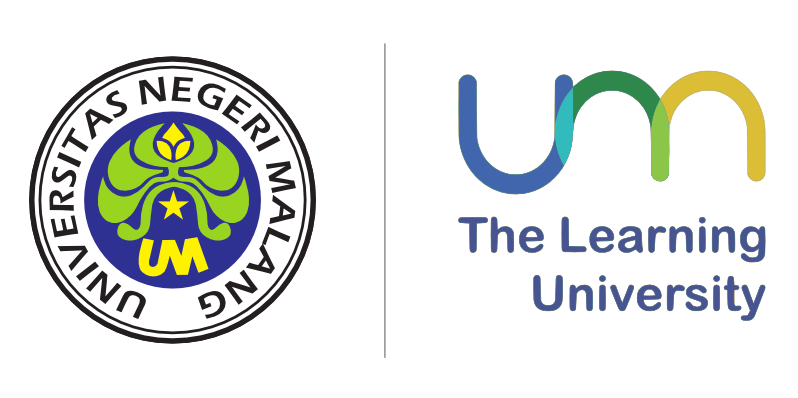 UNIVERSITAS NEGERI MALANG
UM
um
The Learning
University